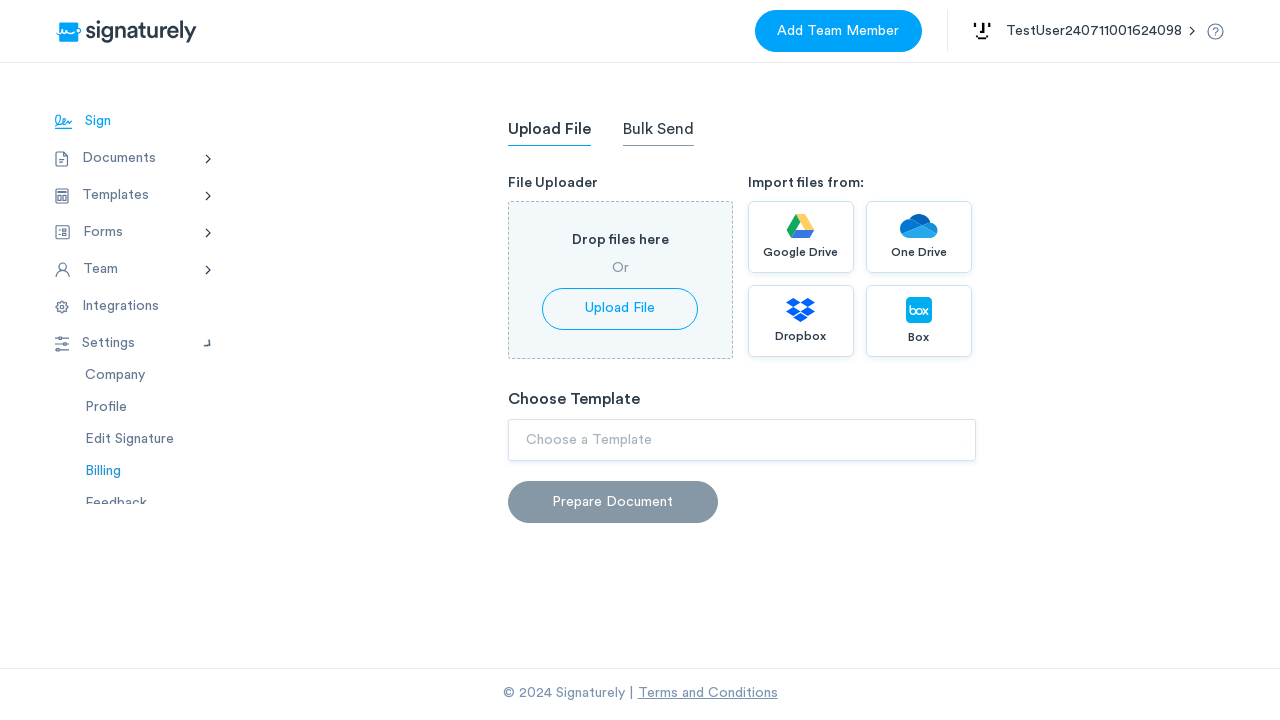 signaturely
Add Team Member
TestUser240711001624098
Sign
Documents
Templates
Forms
Team
Integrations
Settings
Company
Profile
Edit Signature
Billing
Feedback
Upload File
Bulk Send
File Uploader
Drop files here
Or
Upload File
Import files from:
Google Drive
One Drive
Dropbox
box
Box
Choose Template
Choose a Template
Prepare Document
© 2024 Signaturely | Terms and Conditions